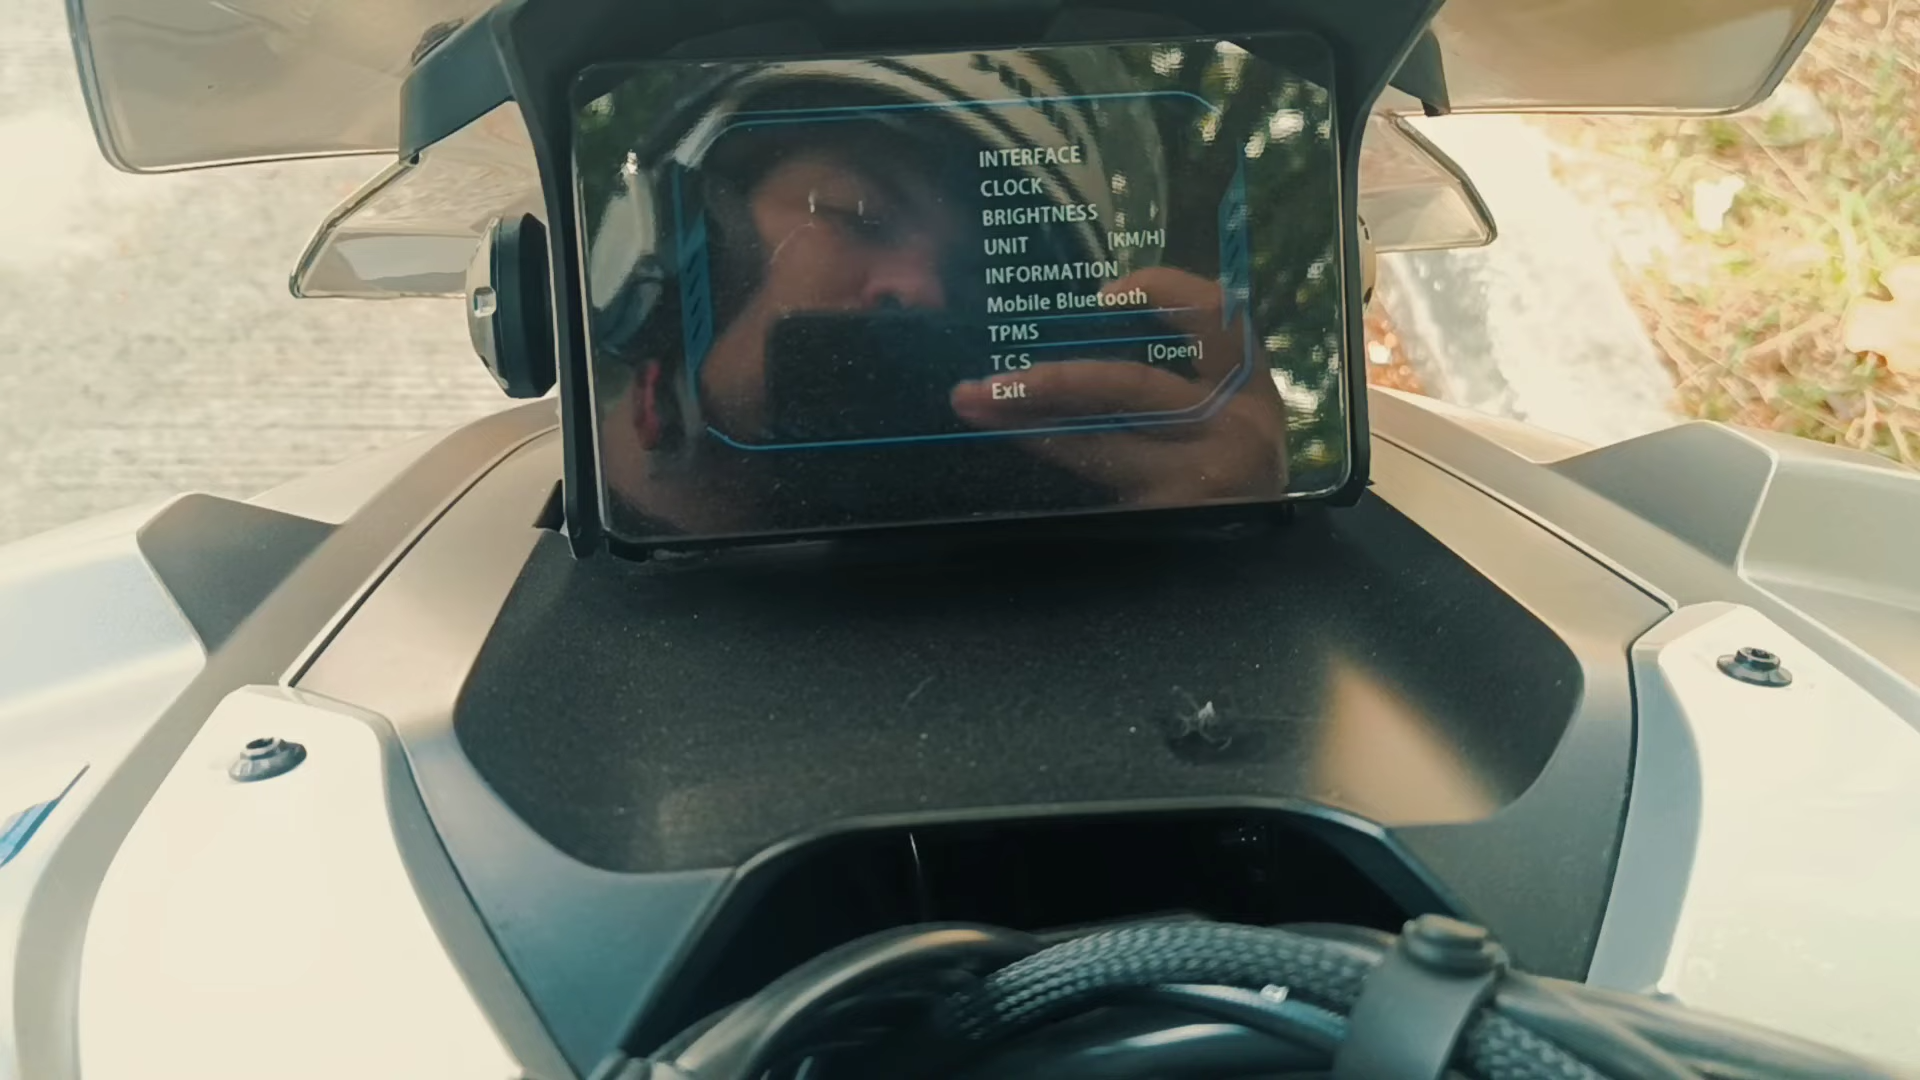 INTERFACE
CLOCK
BRIGHTNESS
UNIT [KM/H]
INFORMATION
Mobile Bluetooth
TPMS
TCS [Open]
Exit